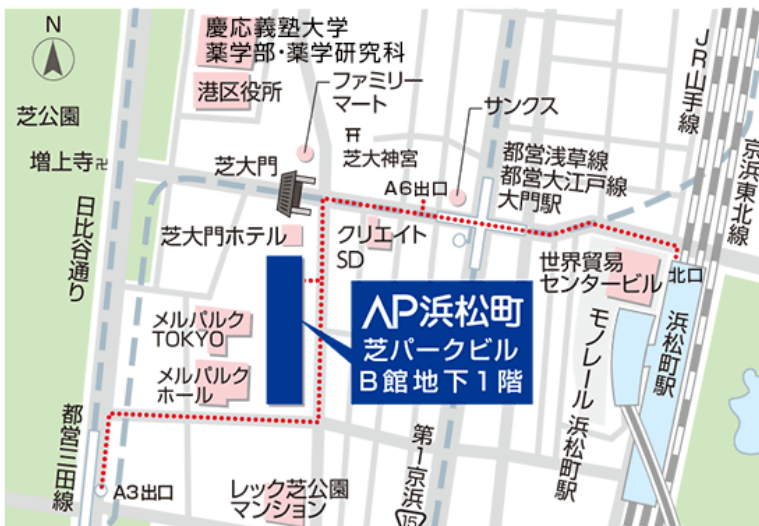 N
慶応義塾大学
薬学部・薬学研究科
港区役所
ファミリー
マート
サンクス
JR山手線
京浜東北線
芝公園
増上寺卍
芝大門
芝大神宮
A6出口
都営浅草線
都営大江戸線
大門駅
日比谷通り
芝大門ホテル
クリエイト
SD
世界貿易
センタービル
北口
AP浜松町
芝パークビル
B館地下1階
メルパルク
TOKYO
メルパルク
ホール
モノレール浜松町駅
浜松町駅
都営三田線
A3出口
レック芝公園
マンション
第1京浜
15